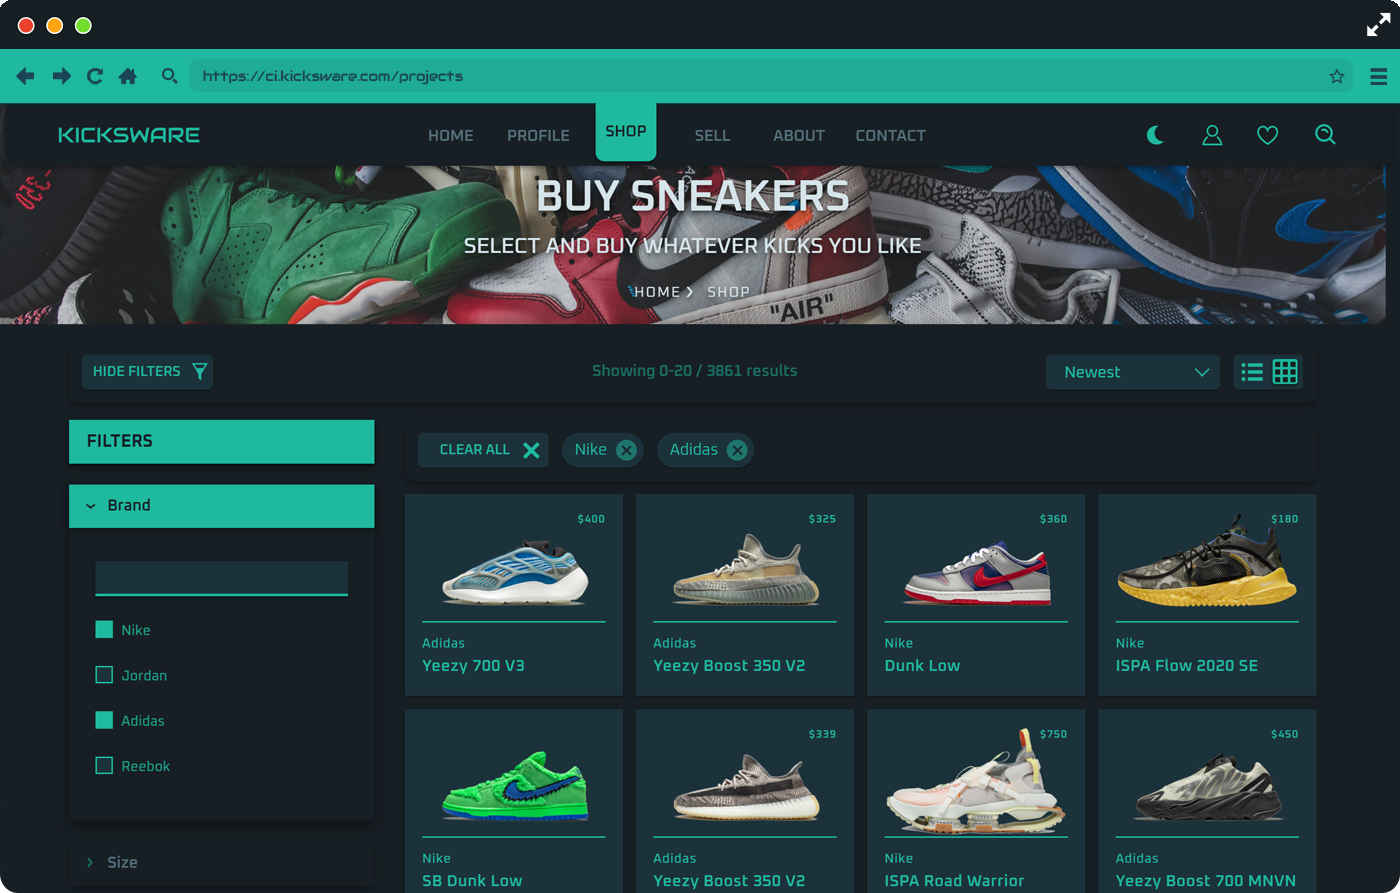 https://ci.kicksware.com/projects
KICKSWARE
HOME PROFILE SHOP SELL ABOUT CONTACT
BUY SNEAKERS
SELECT AND BUY WHATEVER KICKS YOU LIKE
HOME > SHOP
"AIR"
HIDE FILTERS
Showing 0-20 / 3861 results
Newest
FILTERS
CLEAR ALL
Nike
Adidas
Brand
Nike
Jordan
Adidas
Reebok
Size
$400
Adidas
Yeezy 700 V3
$325
Adidas
Yeezy Boost 350 V2
$360
Nike
Dunk Low
$180
Nike
ISPA Flow 2020 SE
Nike
SB Dunk Low
$339
Adidas
Yeezy Boost 350 V2
$750
Nike
ISPA Road Warrior
$450
Adidas
Yeezy Boost 700 MNVN